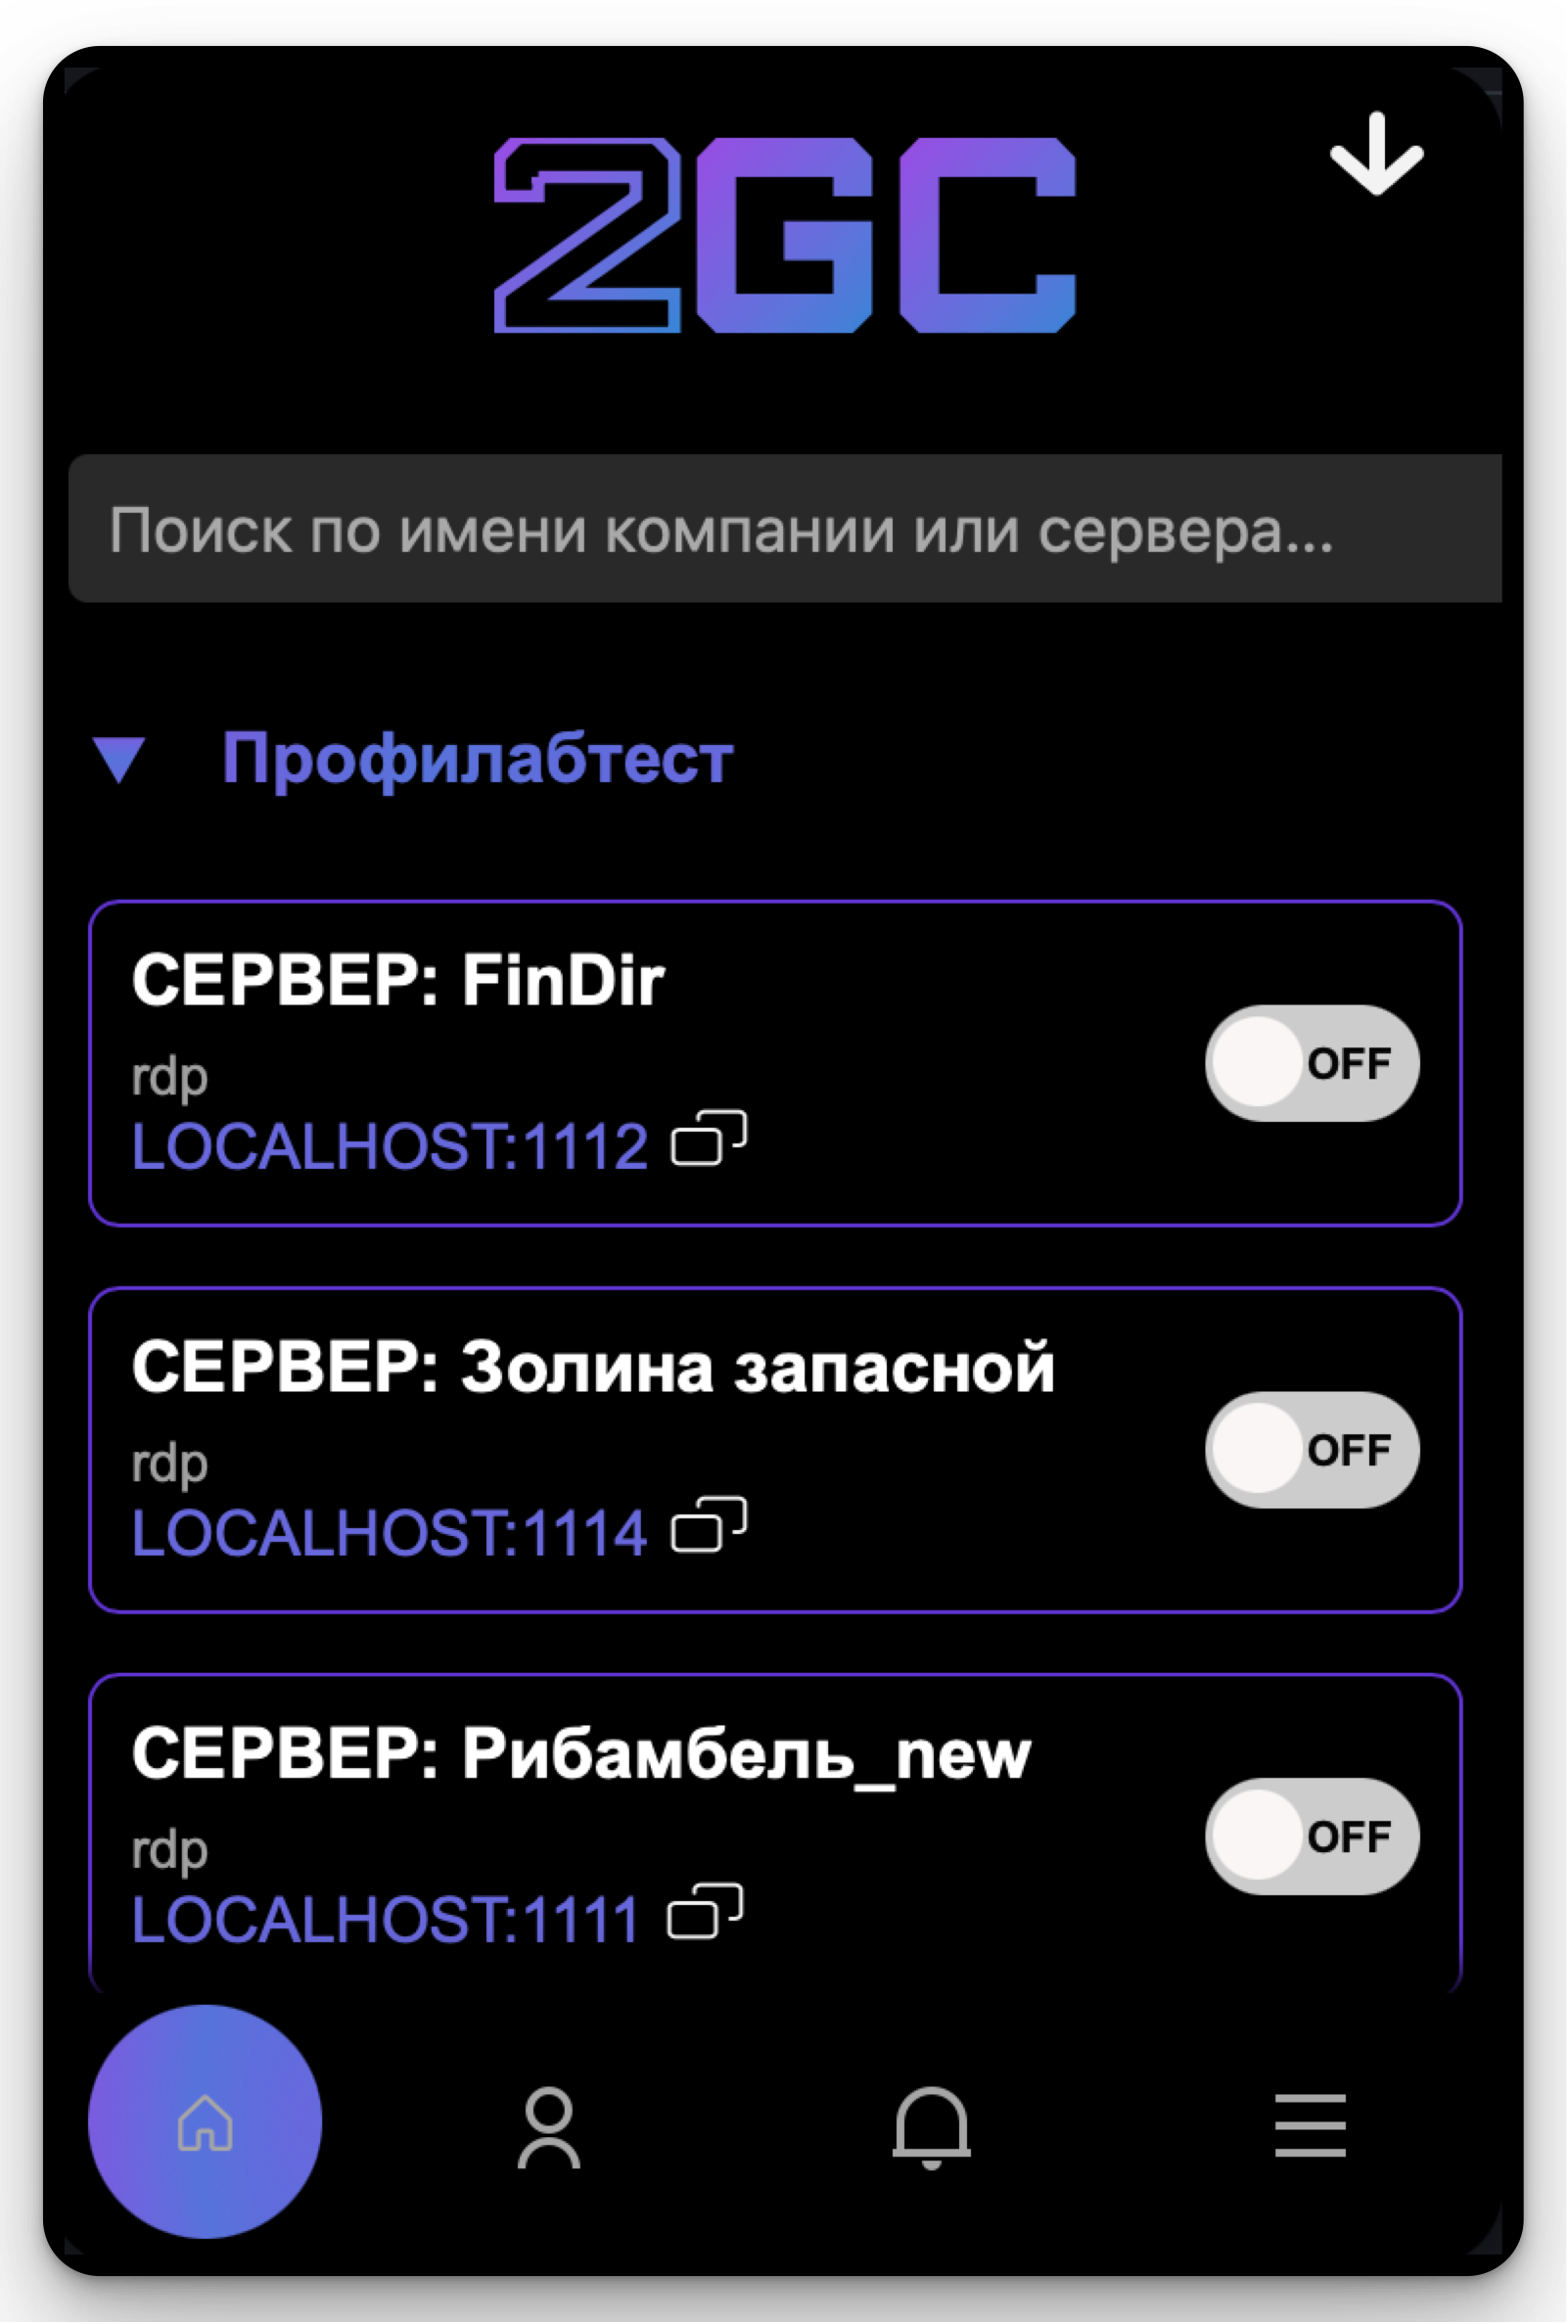 2GC
Поиск по имени компании или сервера...
Профилабтест
СЕРВЕР: FinDir
rdp
OFF
LOCALHOST:1112
СЕРВЕР: Золина запасной
rdp
OFF
LOCALHOST:1114
СЕРВЕР: Рибамбель_new
rdp
OFF
LOCALHOST:1111